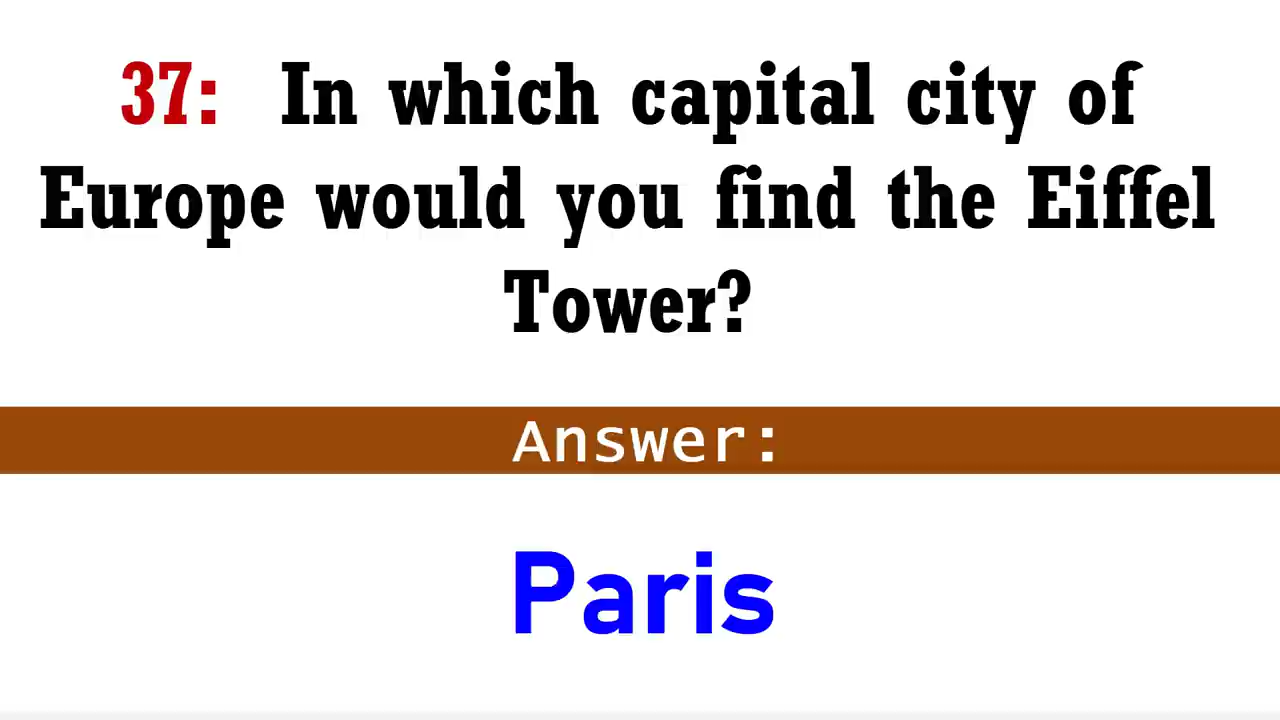 37: In which capital city of
Europe would you find the Eiffel
Tower?
Answer:
Paris